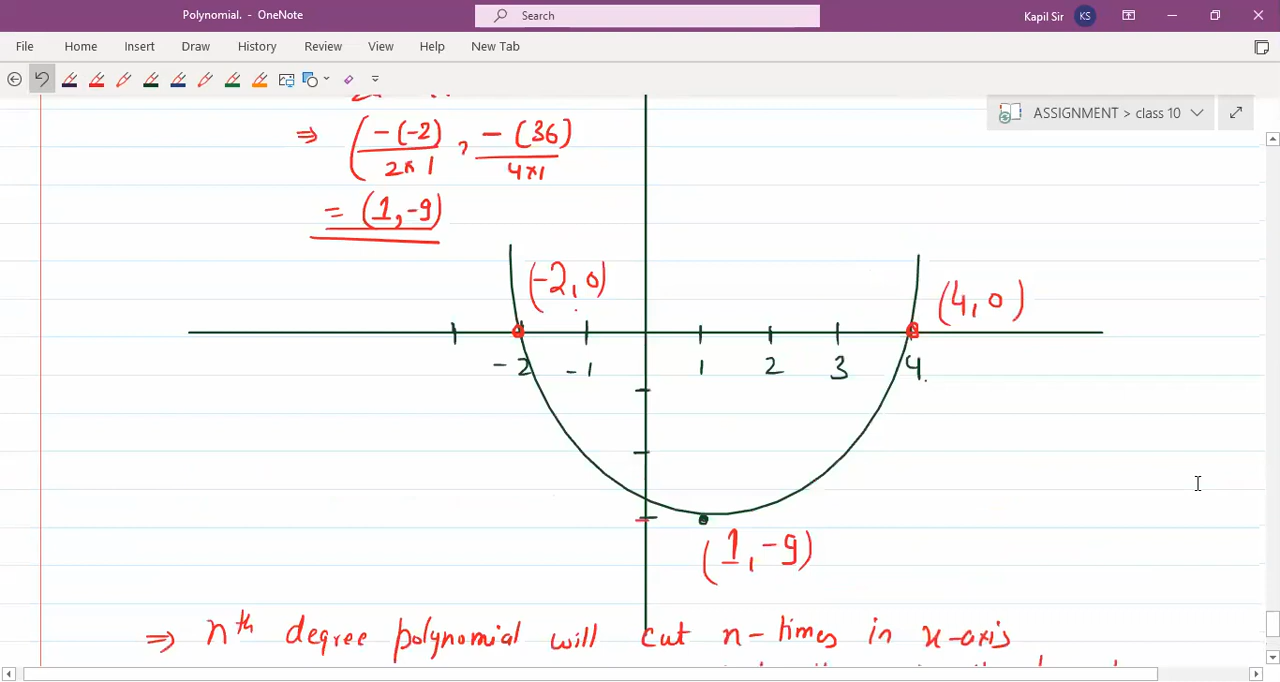 Polynomial. - OneNote
Search
Kapil Sir KS
File Home Insert Draw View History Review View Help New Tab
ASSIGNMENT > class 10
⇒ (-(-2)/2×1, -(36)/4×1
= (1, -9)
(-2, 0)
(4, 0)
-2 -1 1 2 3 4.
(1, -9)
⇒ nth degree polynomial will cut n-times in x-axis